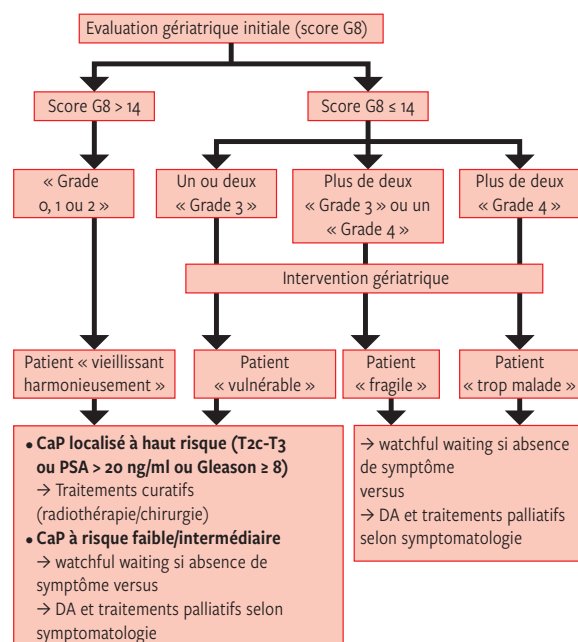 Evaluation gériatrique initiale (score G8)
Score G8 > 14
Score G8 ≤ 14
« Grade
0, 1 ou 2 »
Un ou deux
« Grade 3 »
Plus de deux
« Grade 3 » ou un
« Grade 4 »
Plus de deux
« Grade 4 »
Intervention gériatrique
Patient « vieillissant
harmonieusement »
Patient
« vulnérable »
Patient
« fragile »
Patient
« trop malade »
• CaP localisé à haut risque (T2c-T3
ou PSA > 20 ng/ml ou Gleason ≥ 8)
→ Traitements curatifs
(radiothérapie/chirurgie)
• CaP à risque faible/intermédiaire
→ watchful waiting si absence de
symptôme versus
→ DA et traitements palliatifs selon
symptomatologie
→ watchful waiting si absence
de symptôme
versus
→ DA et traitements palliatifs
selon symptomatologie